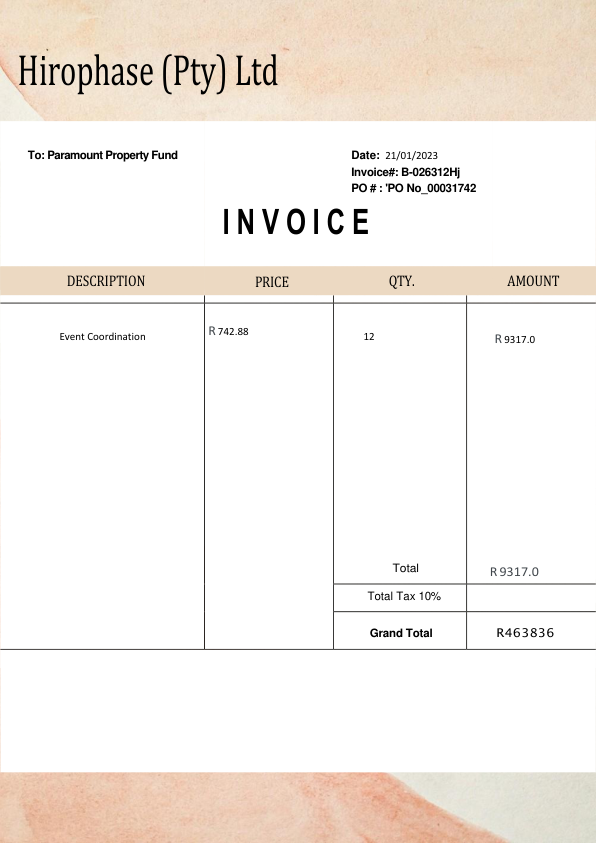 Hirophase (Pty) Ltd
To: Paramount Property Fund
Date: 21/01/2023
Invoice#: B-026312Hj
PO # : 'PO No_00031742
INVOICE
DESCRIPTION PRICE QTY. AMOUNT
Event Coordination R 742.88 12 R 9317.0
Total R 9317.0
Total Tax 10%
Grand Total R463836